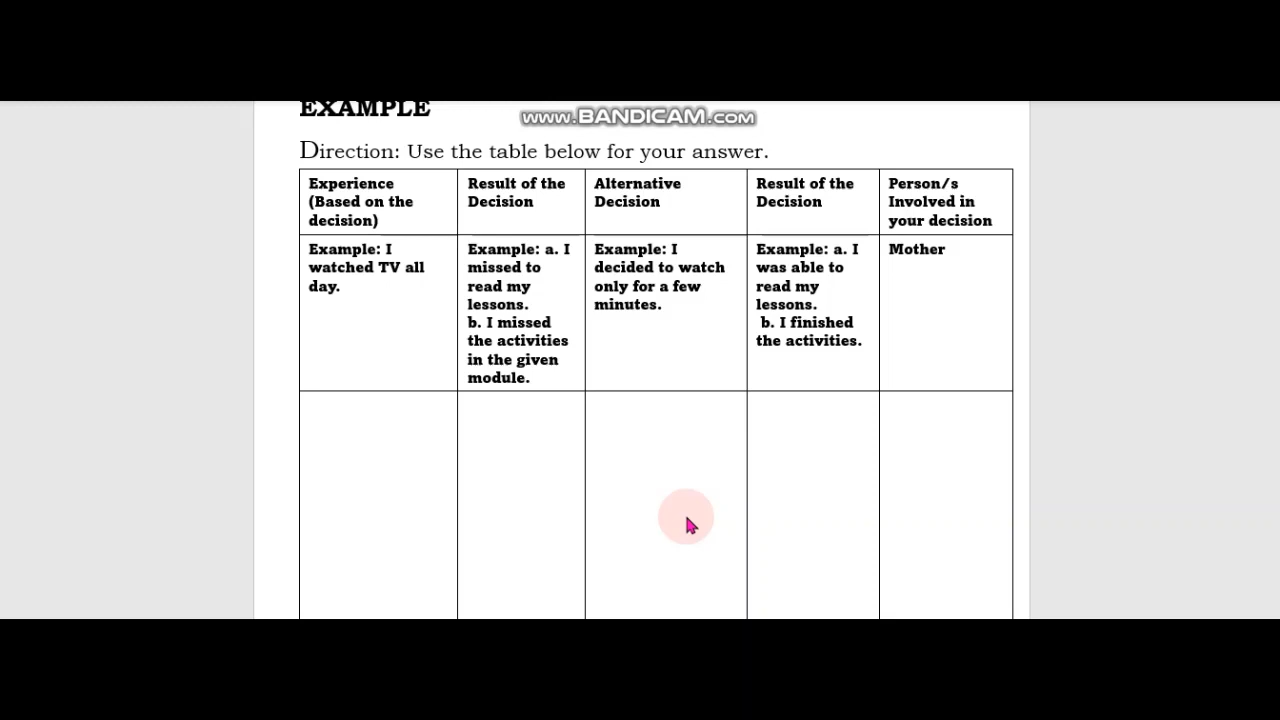 EXAMPLE
www.BANDICAM.com
Direction: Use the table below for your answer.
Experience
(Based on the
decision)
Result of the
Decision
Alternative
Decision
Result of the
Decision
Person/s
Involved in
your decision
Example: I
watched TV all
day.
Example: a. I
missed to
read my
lessons.
b. I missed
the activities
in the given
module.
Example: I
decided to watch
only for a few
minutes.
Example: a. I
was able to
read my
lessons.
b. I finished
the activities.
Mother